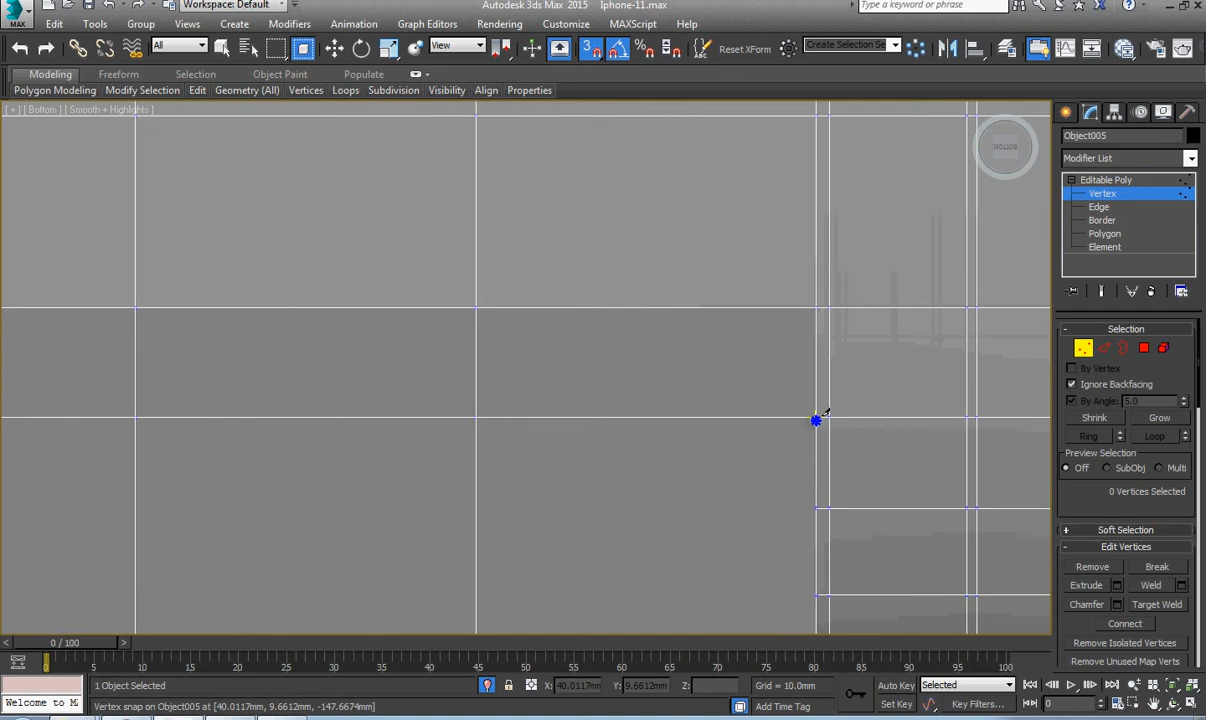 Workspace: Default
Autodesk 3ds Max 2015    Iphone-11.max
Type a keyword or phrase
MAX
Edit Tools Group Views Create Modifiers Animation Graph Editors Rendering Customize MAXScript Help
All View 3 Reset XForm Create Selection Se
Modeling Freeform Selection Object Paint Populate
Polygon Modeling Modify Selection Edit Geometry (All) Vertices Loops Subdivision Visibility Align Properties
[ + ] [ Bottom ] [ Smooth + Highlights ]
BOTTOM
Object005
Modifier List
Editable Poly
Vertex
Edge
Border
Polygon
Element
Selection
By Vertex
Ignore Backfacing
By Angle: 5.0
Shrink Grow
Ring Loop
Preview Selection
Off SubObj Multi
0 Vertices Selected
Soft Selection
Edit Vertices
Remove Break
Extrude Weld
Chamfer Target Weld
Connect
Remove Isolated Vertices
Remove Unused Map Verts
0 / 100
0 5 10 15 20 25 30 35 40 45 50 55 60 65 70 75 80 85 90 95 100
1 Object Selected X: 40.0117mm Y: 9.6612mm Z: Grid = 10.0mm Auto Key Selected
Welcome to M Vertex snap on Object005 at [40.0117mm, 9.6612mm, -147.6674mm] Add Time Tag Set Key Key Filters... 0